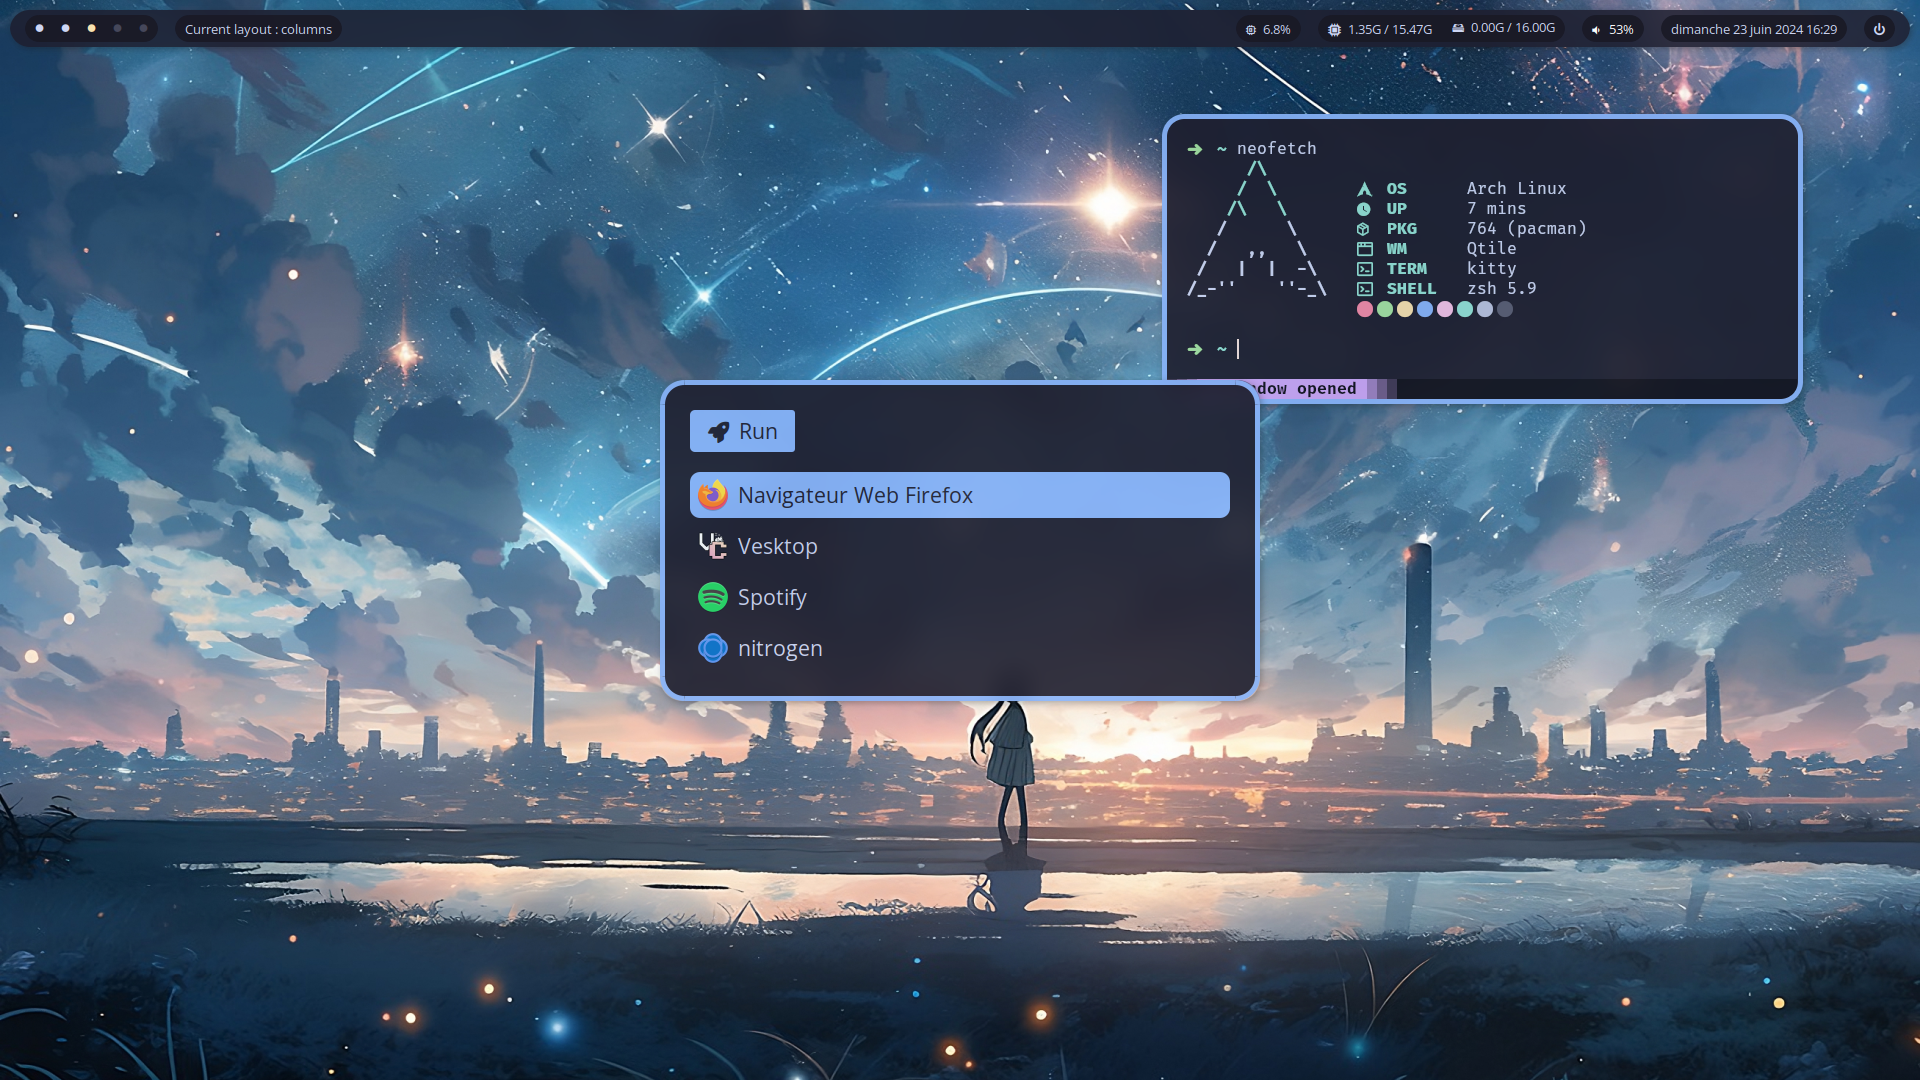 Current layout : columns
6.8%
1.35G / 15.47G
0.00G / 16.00G
53%
dimanche 23 juin 2024 16:29
➜ ~ neofetch
OS Arch Linux
UP 7 mins
PKG 764 (pacman)
WM Qtile
TERM kitty
SHELL zsh 5.9
➜ ~
opened
Run
Navigateur Web Firefox
Vesktop
Spotify
nitrogen